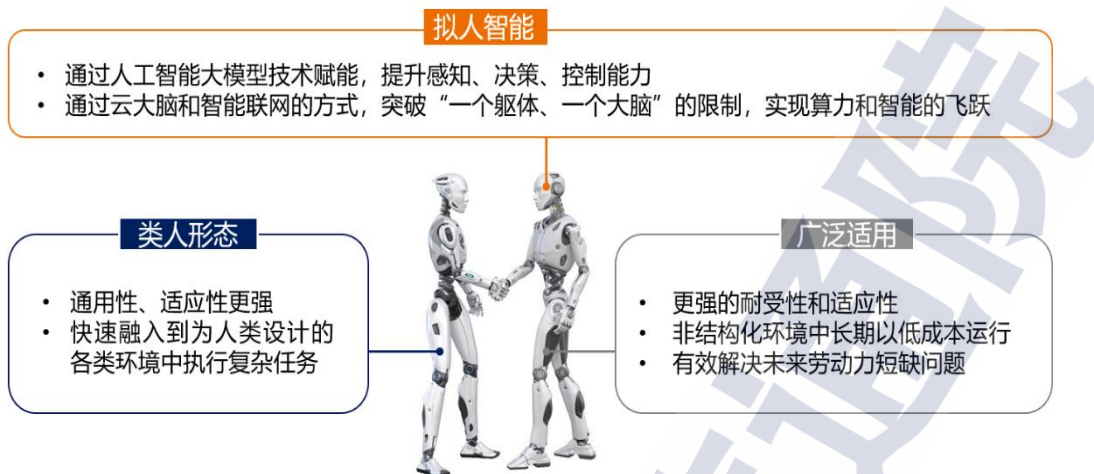 拟人智能
• 通过人工智能大模型技术赋能，提升感知、决策、控制能力
• 通过云大脑和智能联网的方式，突破“一个躯体、一个大脑”的限制，实现算力和智能的飞跃
类人形态
• 通用性、适应性更强
• 快速融入到为人类设计的
各类环境中执行复杂任务
广泛适用
• 更强的耐受性和适应性
• 非结构化环境中长期以低成本运行
• 有效解决未来劳动力短缺问题
通院